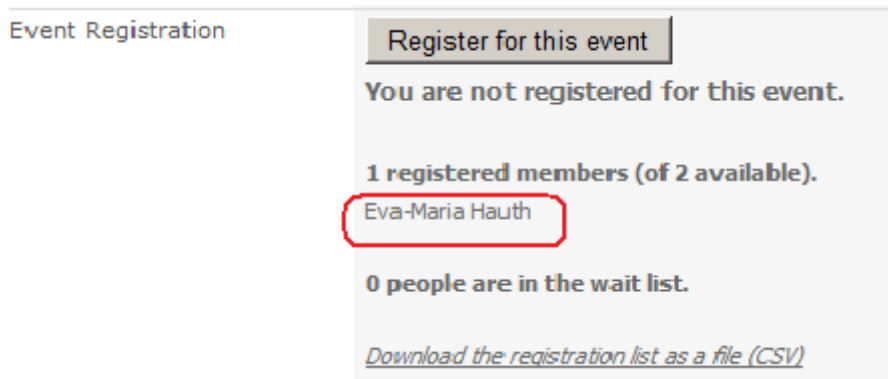 Event Registration
Register for this event
You are not registered for this event.
1 registered members (of 2 available).
Eva-Maria Hauth
0 people are in the wait list.
Download the registration list as a file (CSV)